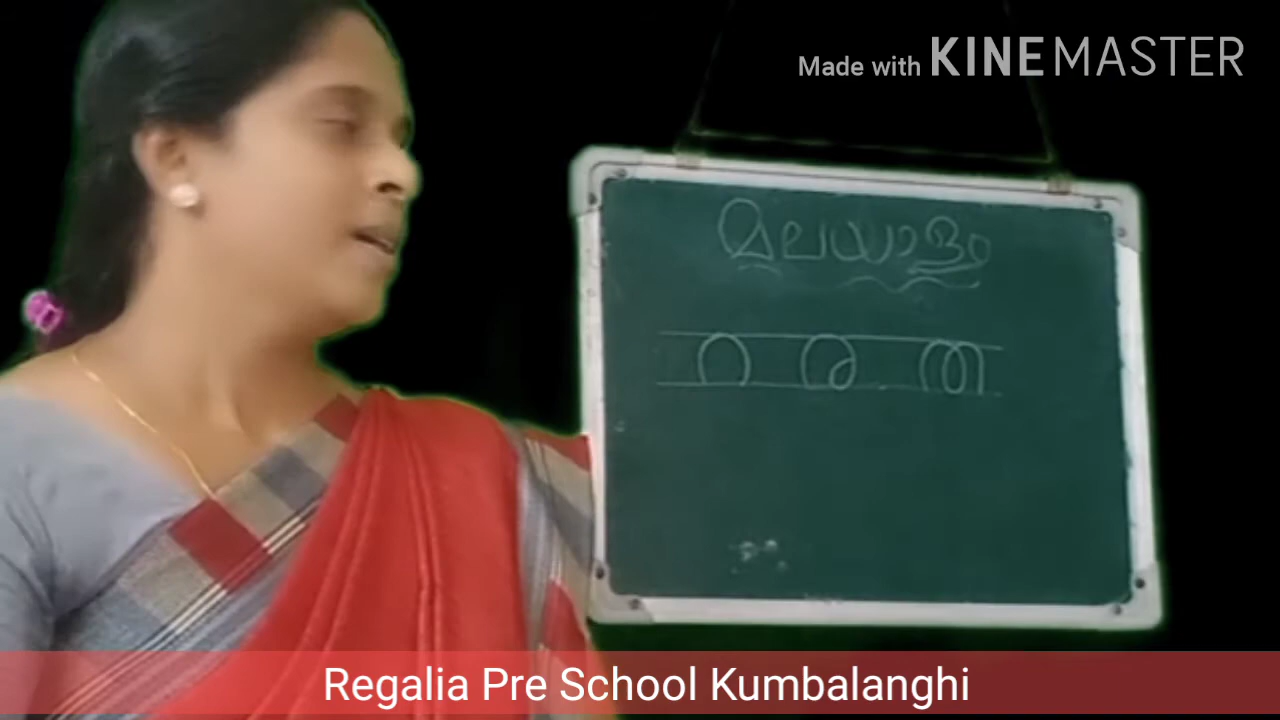 Made with KINEMASTER
മലയാളം
റ ർ ത
Regalia Pre School Kumbalanghi